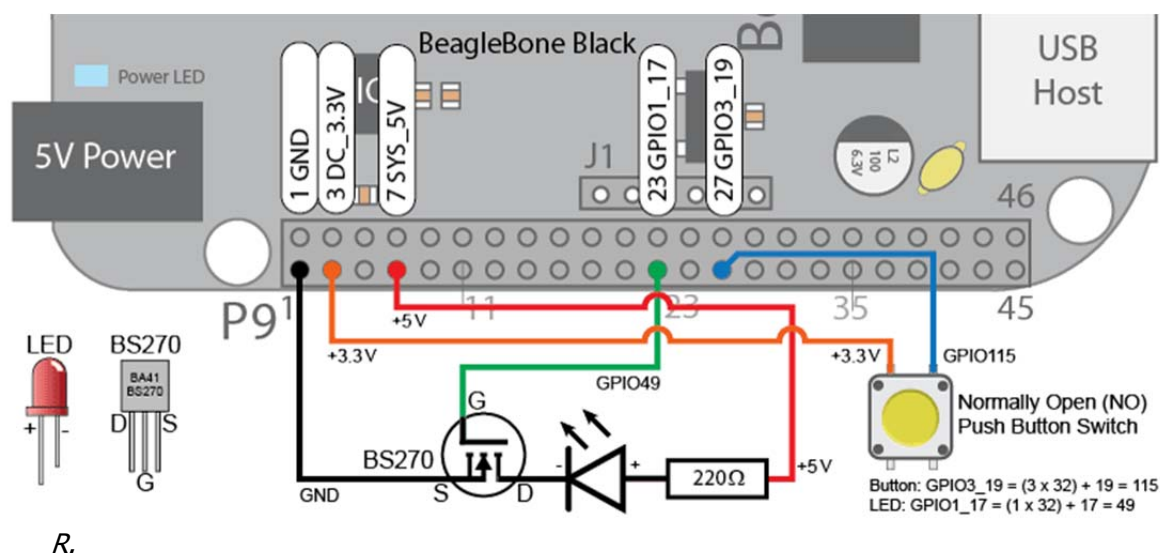 BeagleBone Black
Power LED
5V Power
1 GND
3 DC_3.3V
IC
7 SYS_5V
J1
23 GPIO1_17
27 GPIO3_19
L2
100
6.3V
USB
Host
46
P9
1
11
23
35
45
+5V
+3.3V
+3.3V
GPIO115
GPIO49
LED
+ -
BS270
BA41
BS270
D S
G
G
BS270
S D
GND
- +
220Ω
+5V
Normally Open (NO)
Push Button Switch
Button: GPIO3_19 = (3 x 32) + 19 = 115
LED: GPIO1_17 = (1 x 32) + 17 = 49
R.